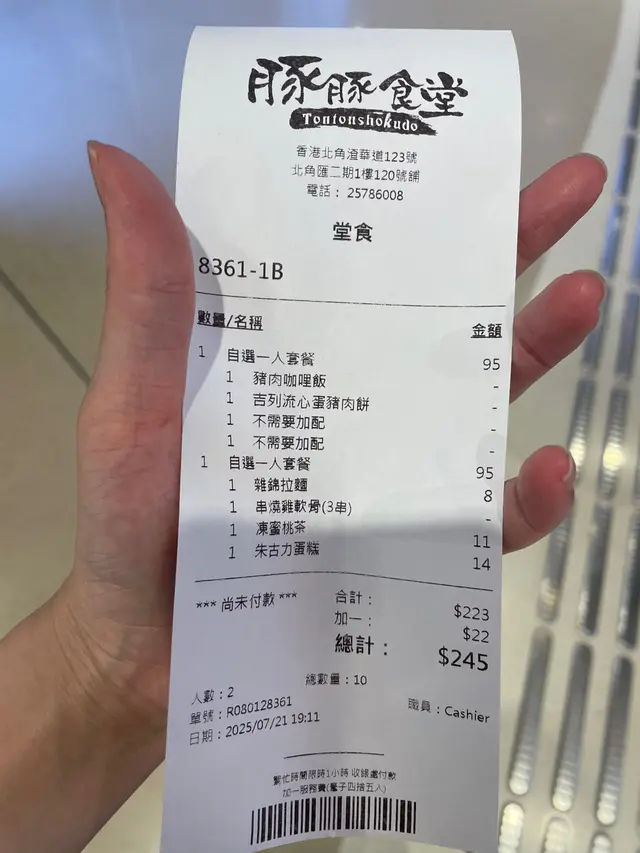 豚豚食堂
Tontonshokudo
香港北角渣華道123號
北角匯二期1樓120號舖
電話： 25786008
堂食
8361-1B
數量/名稱 金額
1 自選一人套餐 95
1 豬肉咖哩飯 -
1 吉列流心蛋豬肉餅 -
1 不需要加配 -
1 不需要加配 -
1 自選一人套餐 95
1 雜錦拉麵 8
1 串燒雞軟骨(3串) -
1 凍蜜桃茶 11
1 朱古力蛋糕 14
*** 尚未付款 *** 合計： $223
加一： $22
總計： $245
總數量：10
人數：2
單號：R080128361 職員：Cashier
日期：2025/07/21 19:11
繁忙時間限時1小時 收銀處付款
加一服務費(毫子四捨五入)